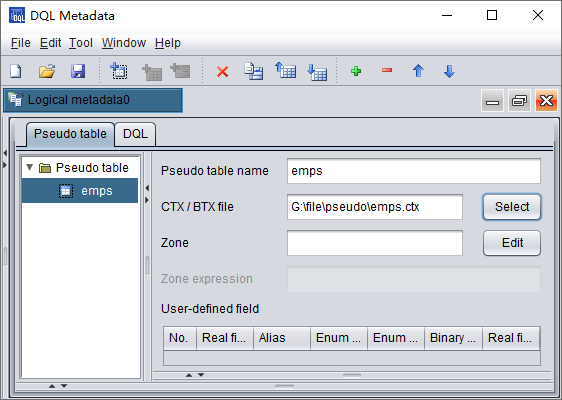 DQL DQL Metadata
File Edit Tool Window Help
Logical metadata0
Pseudo table DQL
Pseudo table
emps
Pseudo table name emps
CTX / BTX file G:\file\pseudo\emps.ctx Select
Zone Edit
Zone expression
User-defined field
No. Real fi... Alias Enum ... Enum ... Binary ... Real fi...